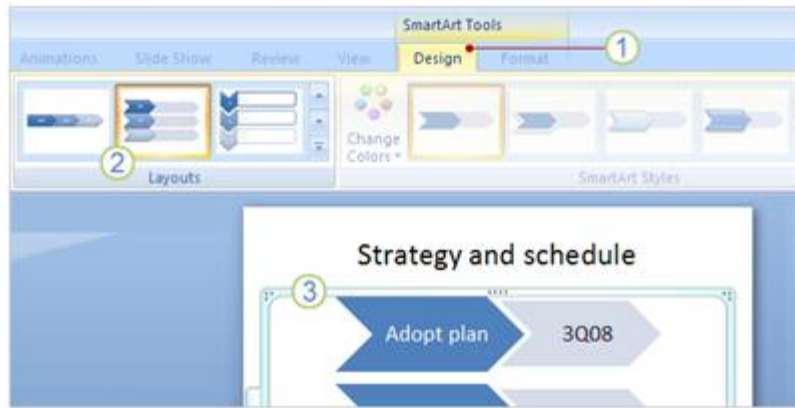 SmartArt Tools
Animations Slide Show Review View Design Format
1
2
Change
Colors
Layouts SmartArt Styles
Strategy and schedule
3
Adopt plan 3Q08